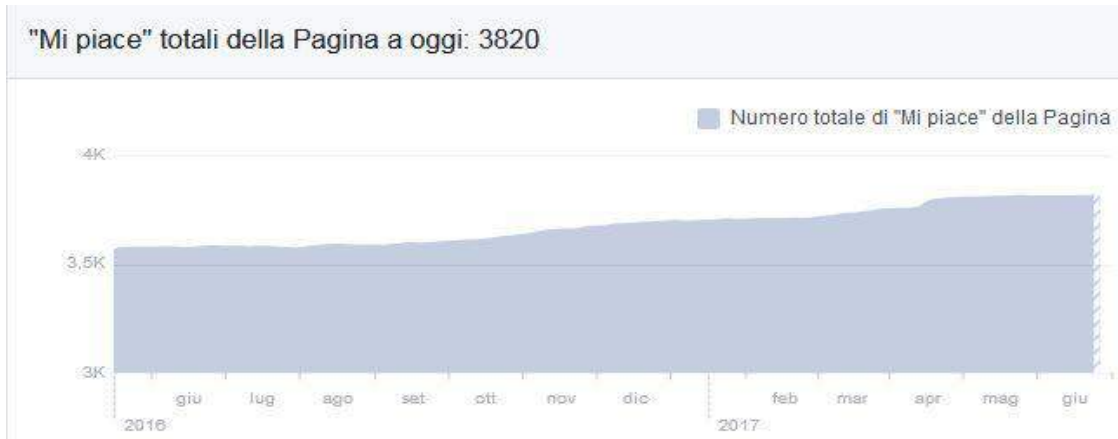 "Mi piace" totali della Pagina a oggi: 3820
Numero totale di "Mi piace" della Pagina
4K
3.5K
3K
giu lug ago set ott nov dic feb mar apr mag giu
2016 2017